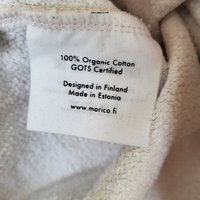 100% Organic Cotton
GOTS Certified
Designed in Finland
Made in Estonia
www.morico.fi